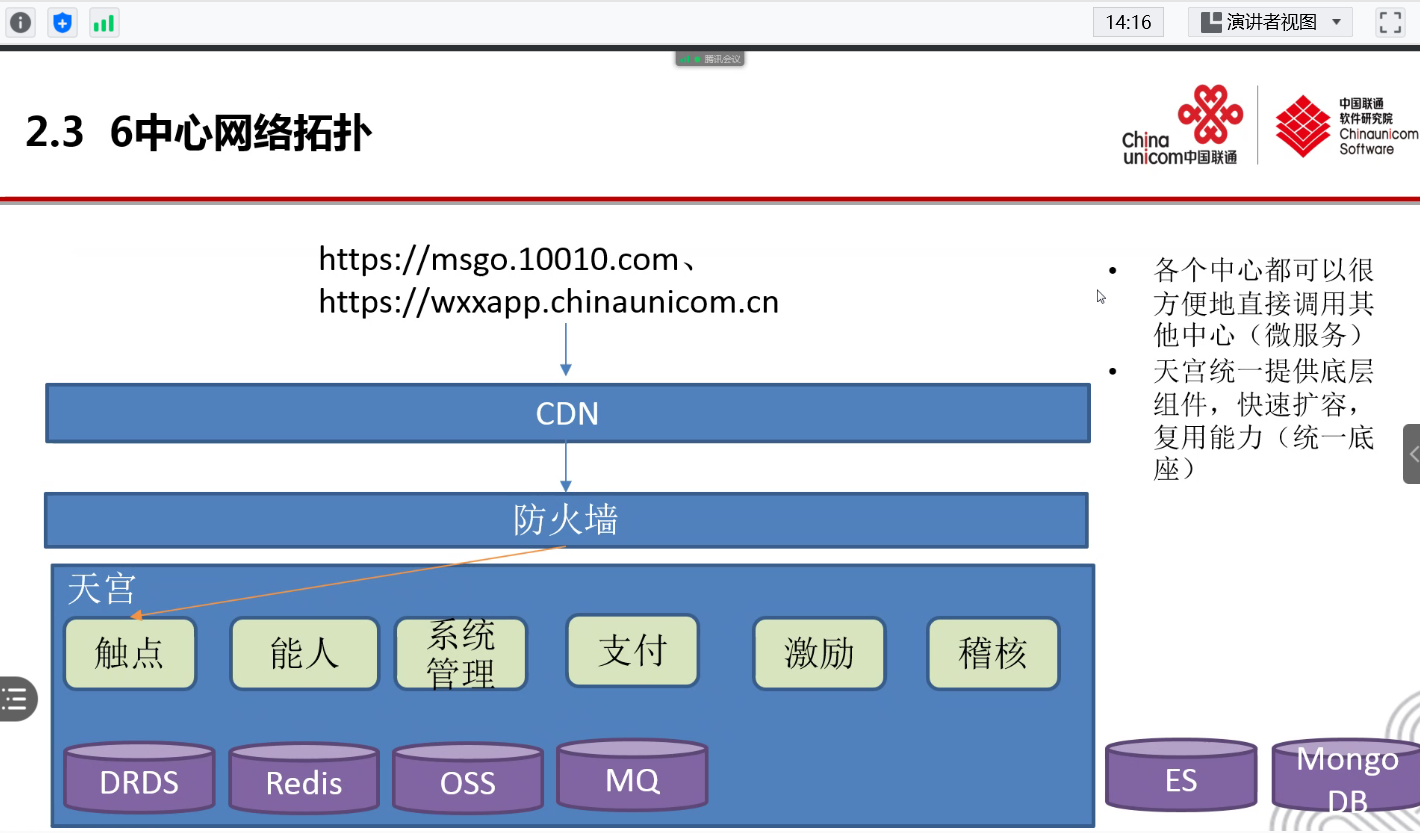 14:16
演讲者视图
腾讯会议
2.3 6中心网络拓扑
China
unicom中国联通
中国联通
软件研究院
Chinaunicom
Software
https://msgo.10010.com、
https://wxxapp.chinaunicom.cn
• 各个中心都可以很
方便地直接调用其
他中心（微服务）
• 天宫统一提供底层
组件，快速扩容，
复用能力（统一底
座）
CDN
防火墙
天宫
触点
能人
系统
管理
支付
激励
稽核
DRDS
Redis
OSS
MQ
ES
Mongo
DB